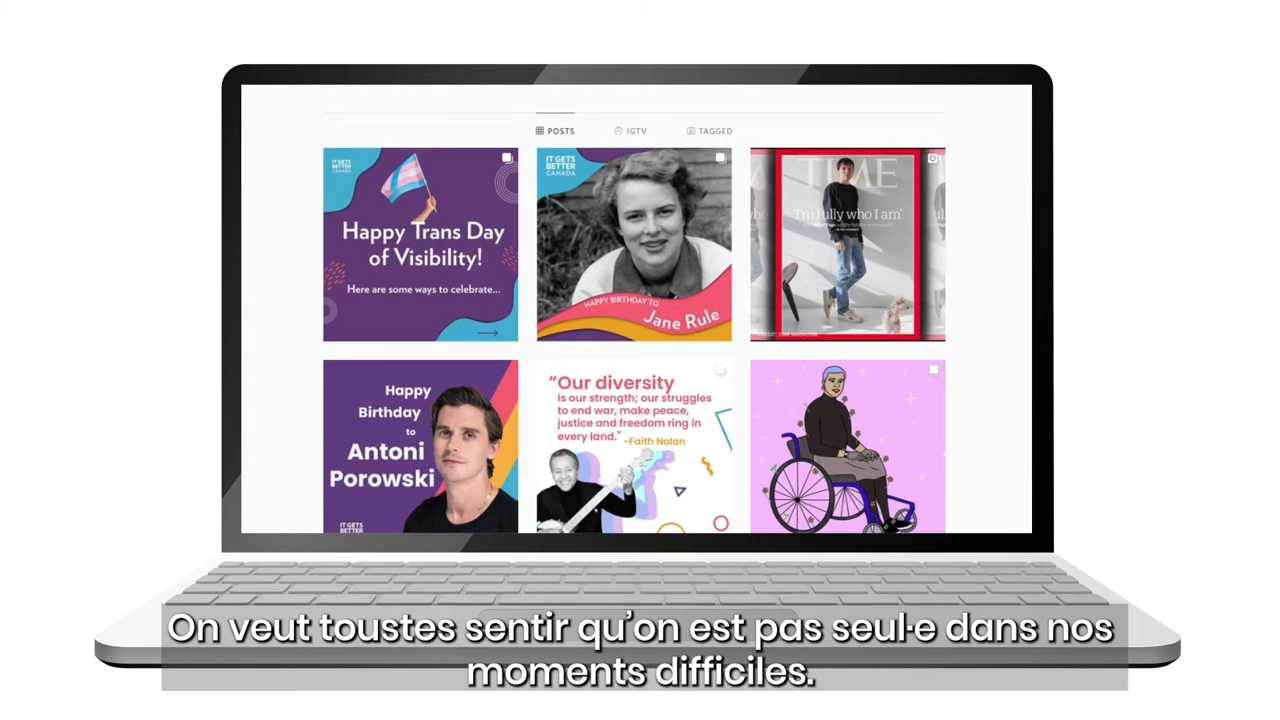 POSTS
IGTV
TAGGED
IT GETS
BETTER
CANADA
Happy Trans Day
of Visibility!
Here are some ways to celebrate...
IT GETS
BETTER
CANADA
HAPPY BIRTHDAY TO
Jane Rule
TIME
'I'm fully who I am'
Happy
Birthday
to
Antoni
Porowski
IT GETS
BETTER
“Our diversity
is our strength; our struggles
to end war, make peace,
justice and freedom ring in
every land.”
-Faith Nolan
On veut toustes sentir qu’on est pas seul·e dans nos
moments difficiles.